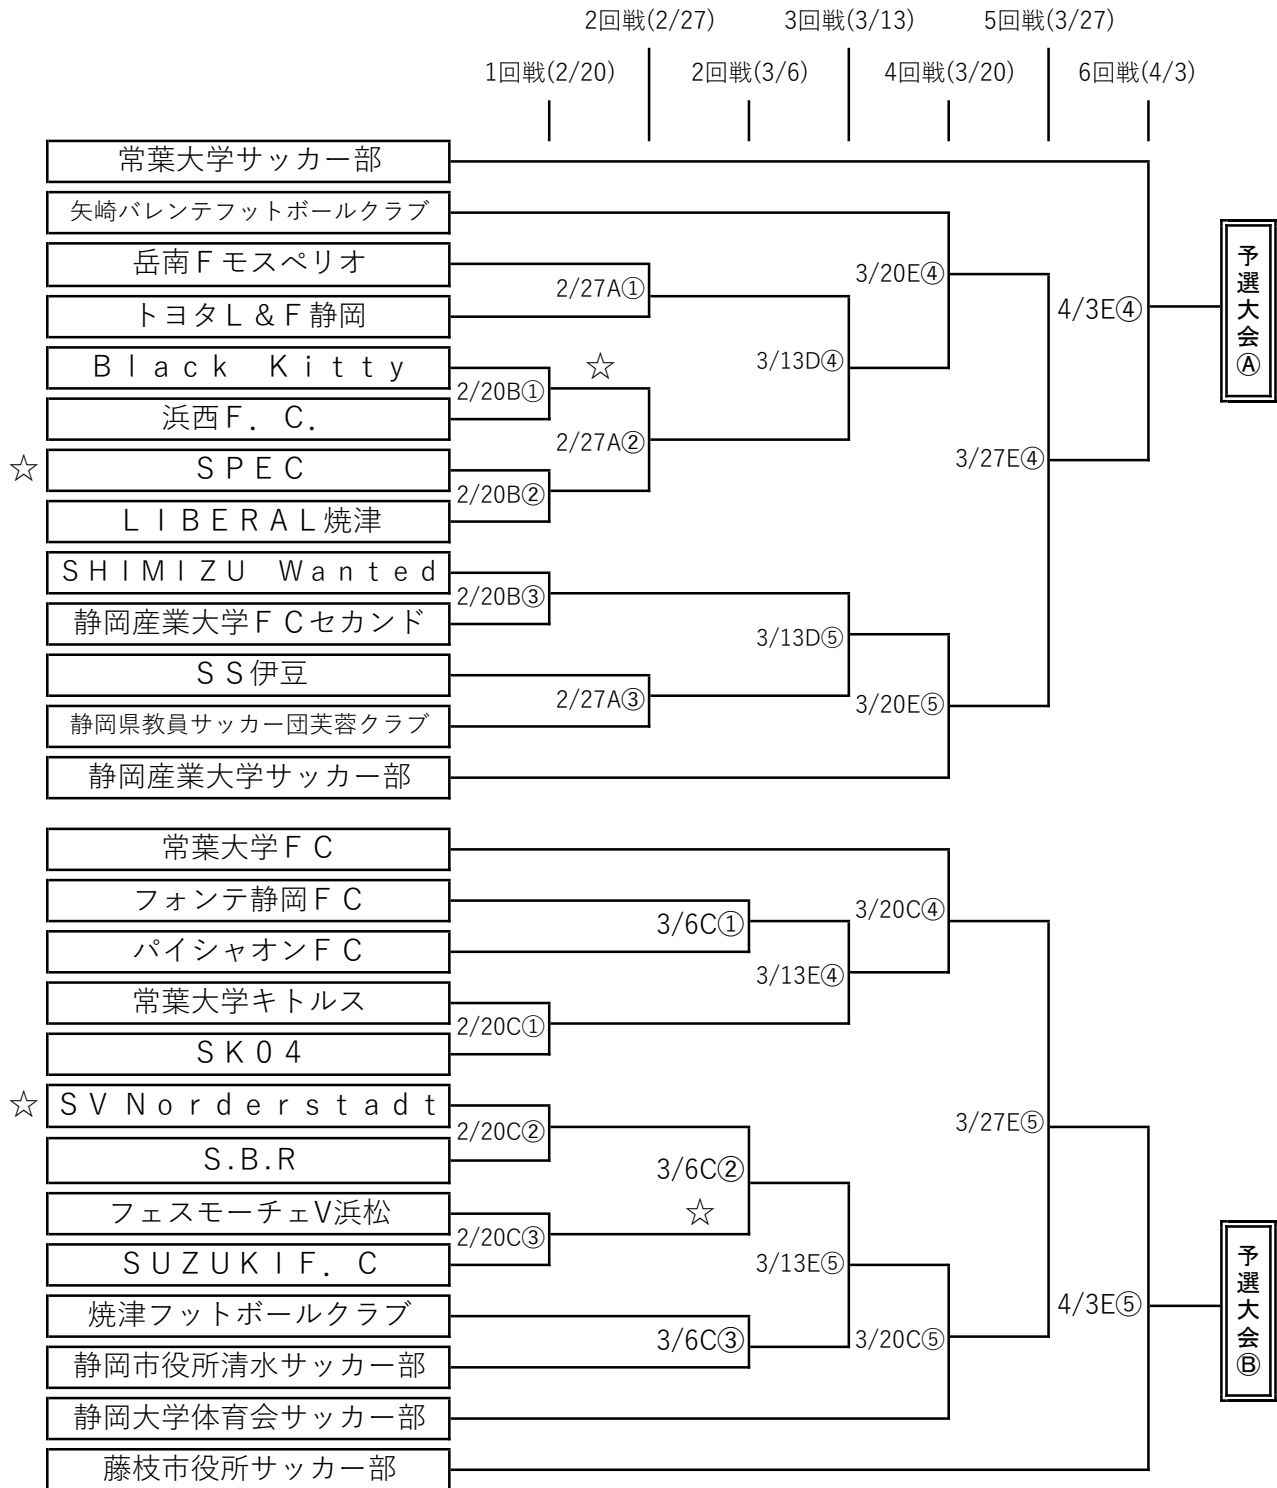 2回戦(2/27) 3回戦(3/13) 5回戦(3/27)
1回戦(2/20) 2回戦(3/6) 4回戦(3/20) 6回戦(4/3)
常葉大学サッカー部
矢崎バレンテフットボールクラブ
岳南Fモスペリオ
トヨタL&F静岡
Black Kitty
浜西F.C.
☆ SPEC
LIBERAL焼津
SHIMIZU Wanted
静岡産業大学FCセカンド
SS伊豆
静岡県教員サッカー団芙蓉クラブ
静岡産業大学サッカー部
2/20B①
☆
2/20B②
2/20B③
2/27A①
2/27A②
2/27A③
3/13D④
3/13D⑤
3/20E④
3/20E⑤
3/27E④
4/3E④
予選大会Ⓐ
常葉大学FC
フォンテ静岡FC
パイシャオンFC
常葉大学キトルス
SK04
☆ SV Norderstadt
S.B.R
フェスモーチェV浜松
SUZUKIF.C
焼津フットボールクラブ
静岡市役所清水サッカー部
静岡大学体育会サッカー部
藤枝市役所サッカー部
2/20C①
2/20C②
2/20C③
3/6C①
3/6C②
☆
3/6C③
3/13E④
3/13E⑤
3/20C④
3/20C⑤
3/27E⑤
4/3E⑤
予選大会Ⓑ